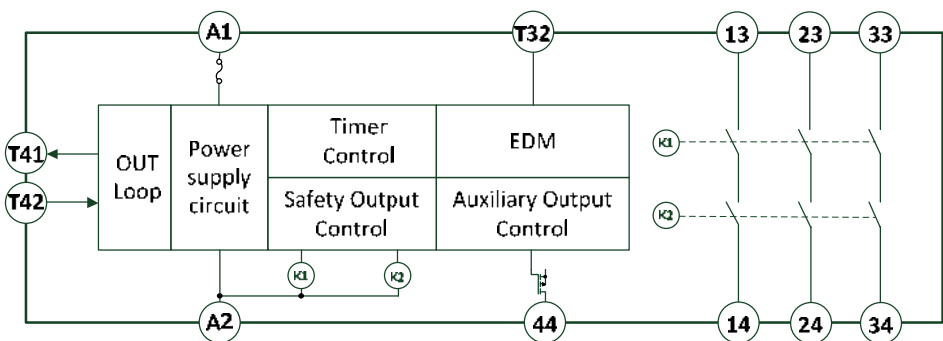 A1
T32
13
23
33
T41
T42
OUT
Loop
Power
supply
circuit
Timer
Control
EDM
Safety Output
Control
Auxiliary Output
Control
K1
K2
K1
K2
A2
44
14
24
34